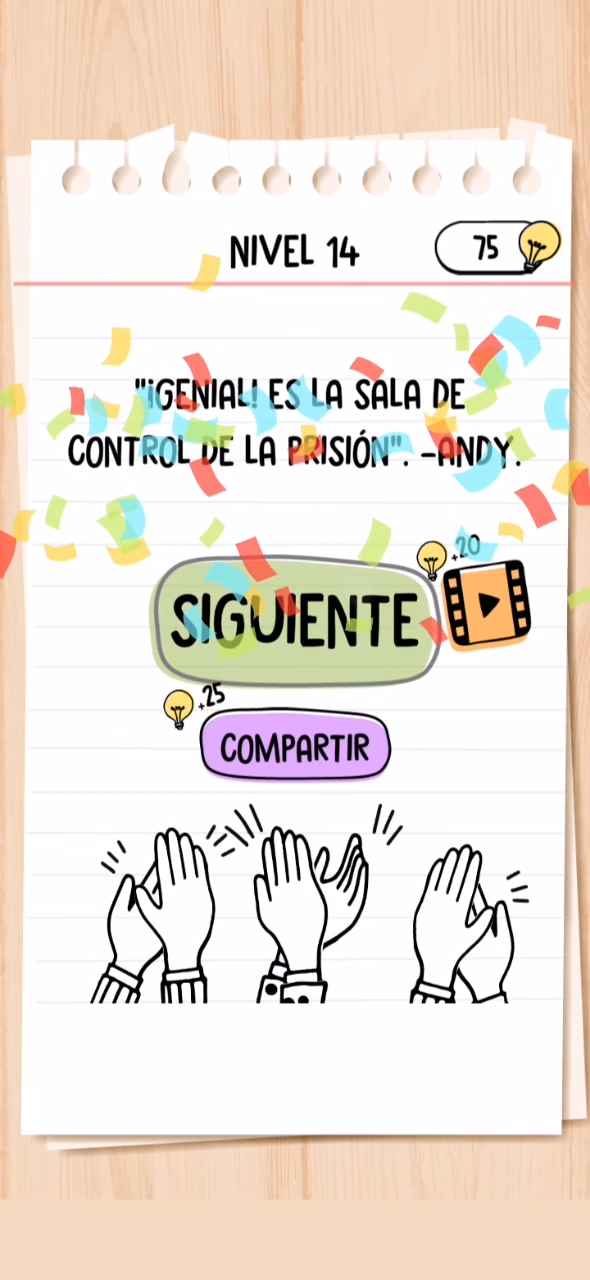 NIVEL 14
75
"¡GENIAL! ES LA SALA DE
CONTROL DE LA PRISIÓN". -ANDY.
+20
SIGUIENTE
+25
COMPARTIR